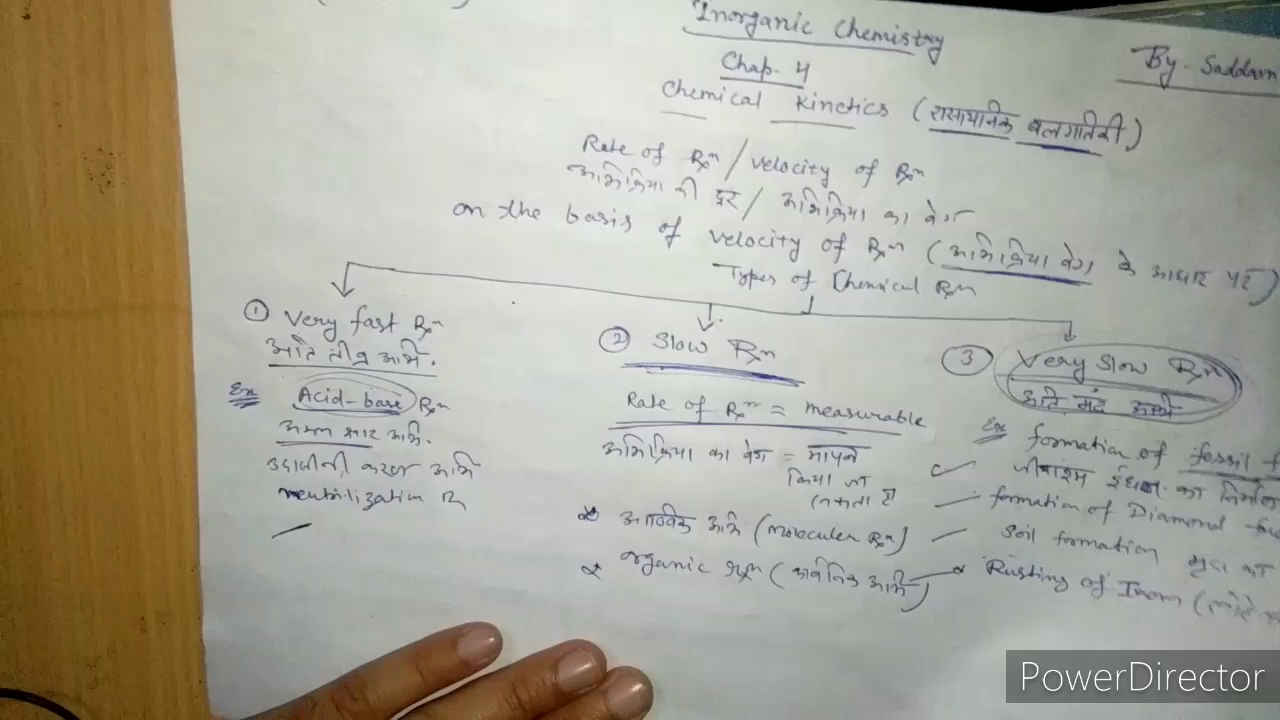 Inorganic Chemistry
By - Saddam
Chap. 4
Chemical Kinetics (रासायनिक बलगतिकी)
Rate of Rxn / velocity of Rxn
अभिक्रिया की दर / अभिक्रिया का वेग
on the basis of velocity of Rxn (अभिक्रिया वेग के आधार पर)
Types of Chemical Rxn
① Very fast Rxn
अति तीव्र अभि.
Ex Acid-base Rxn
अम्ल क्षार अभि.
उदासीनीकरण अभि
neutrilization R
② Slow Rxn
Rate of Rxn = measurable
अभिक्रिया का वेग = मापन
किया जा
सकता है
आण्विक अभि (molecular Rxn)
organic Rxn (कार्बनिक अभि)
③ Very slow Rxn
अति मंद अभि
Ex formation of fossil f
जीवाश्म ईंधन का निर्माण
formation of Diamond
soil formation मृदा का
Rusting of Iron (लोहे
PowerDirector